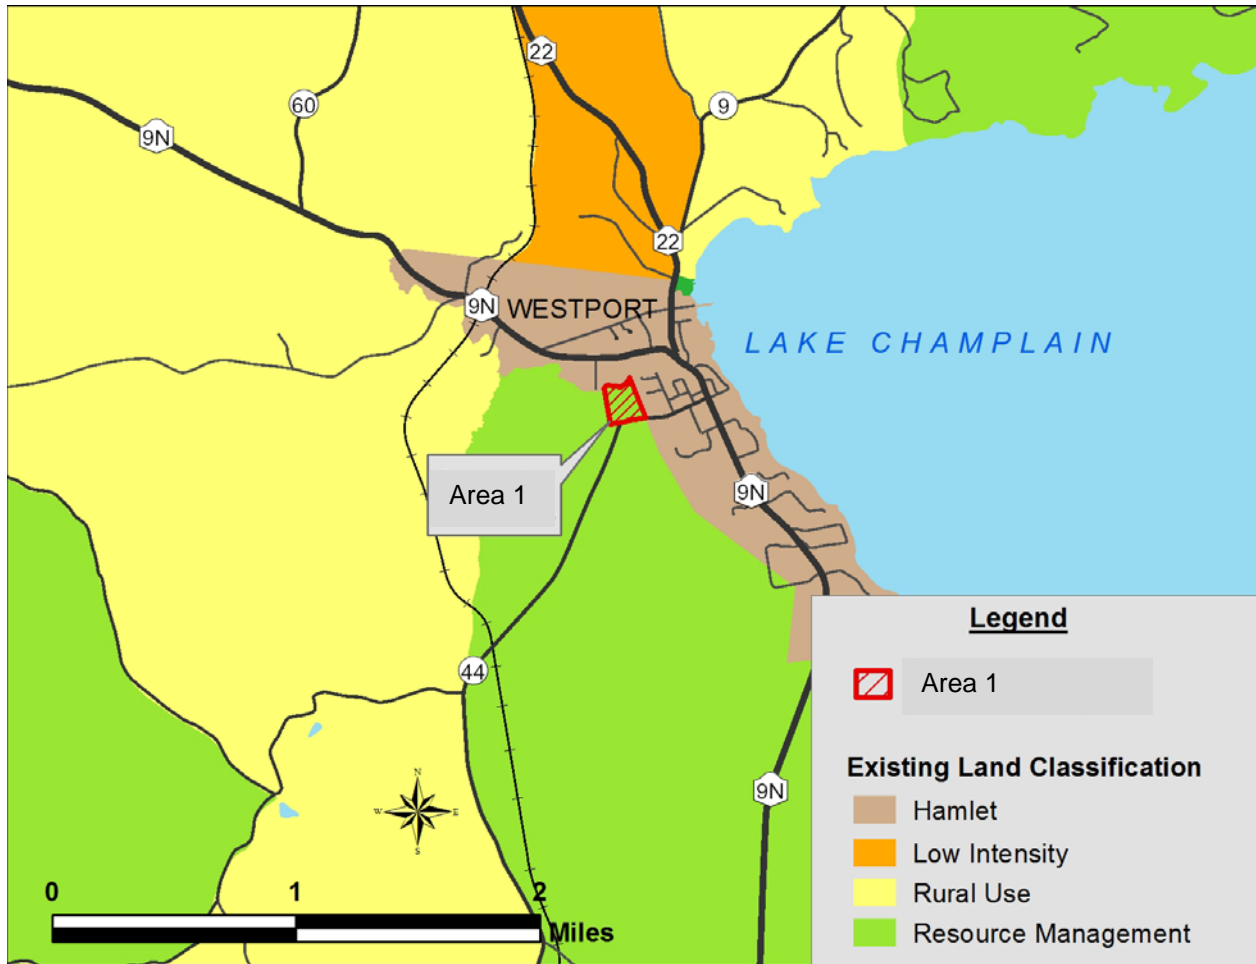 22
9
60
9N
22
9N
WESTPORT
LAKE CHAMPLAIN
Area 1
9N
44
9N
N
W E
S
0 1 2
Miles
Legend
Area 1
Existing Land Classification
Hamlet
Low Intensity
Rural Use
Resource Management